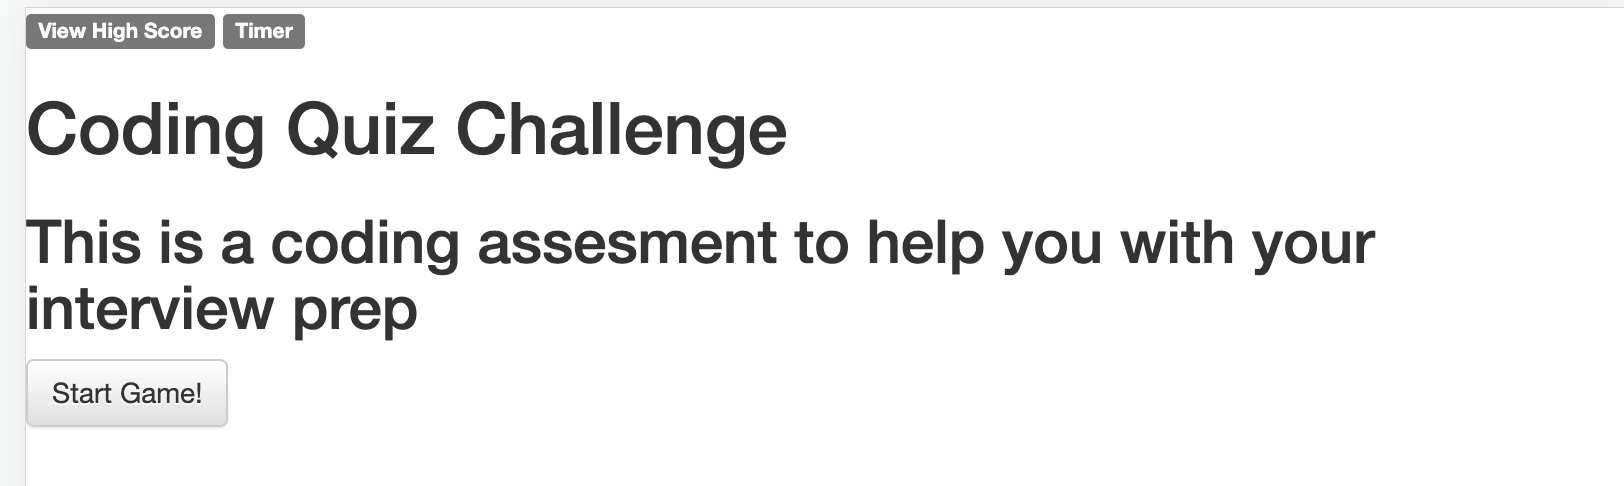 View High Score Timer
Coding Quiz Challenge
This is a coding assesment to help you with your
interview prep
Start Game!